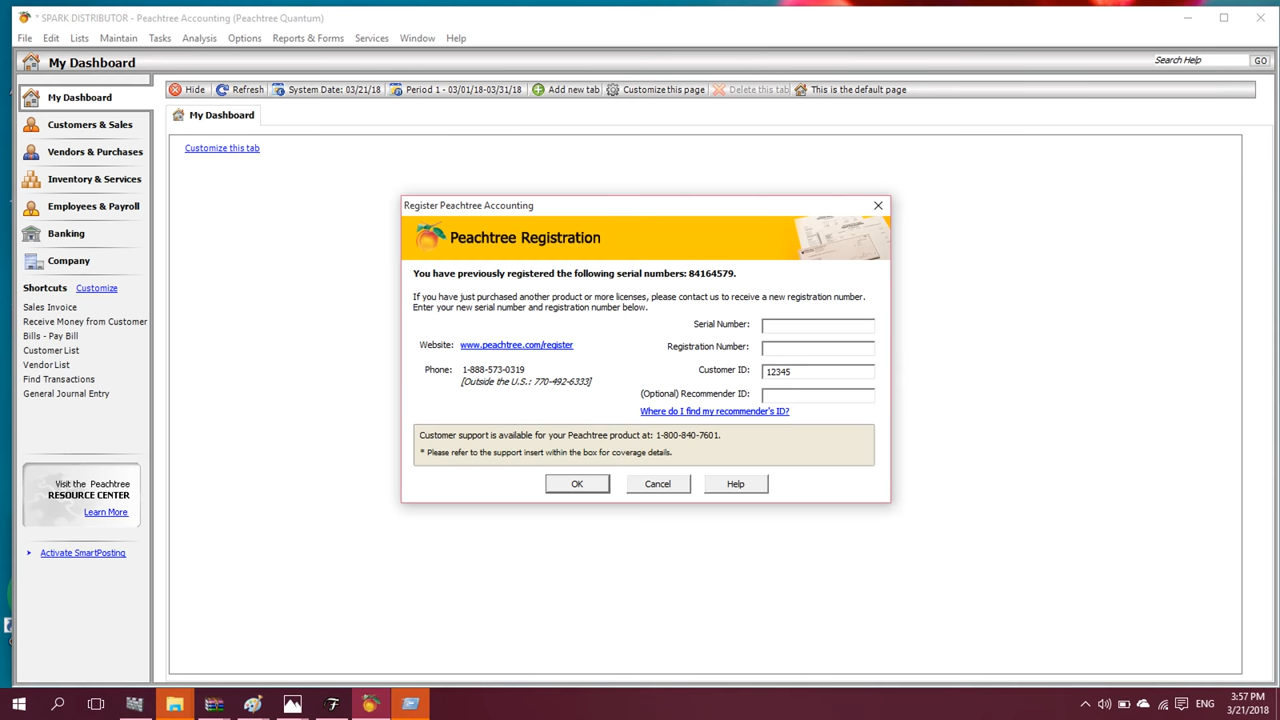 * SPARK DISTRIBUTOR - Peachtree Accounting (Peachtree Quantum)
File Edit Lists Maintain Tasks Analysis Options Reports & Forms Services Window Help
My Dashboard
Search Help GO
Hide Refresh System Date: 03/21/18 Period 1 - 03/01/18-03/31/18 Add new tab Customize this page Delete this tab This is the default page
My Dashboard
Customers & Sales
Vendors & Purchases
Inventory & Services
Employees & Payroll
Banking
Company
Shortcuts Customize
Sales Invoice
Receive Money from Customer
Bills - Pay Bill
Customer List
Vendor List
Find Transactions
General Journal Entry
Visit the Peachtree
RESOURCE CENTER
Learn More
Activate SmartPosting
My Dashboard
Customize this tab
Register Peachtree Accounting
Peachtree Registration
You have previously registered the following serial numbers: 84164579.
If you have just purchased another product or more licenses, please contact us to receive a new registration number.
Enter your new serial number and registration number below.
Serial Number:
Website: www.peachtree.com/register
Registration Number:
Phone: 1-888-573-0319
[Outside the U.S.: 770-492-6333]
Customer ID: 12345
(Optional) Recommender ID:
Where do I find my recommender's ID?
Customer support is available for your Peachtree product at: 1-800-840-7601.
* Please refer to the support insert within the box for coverage details.
OK Cancel Help
ENG
3:57 PM
3/21/2018